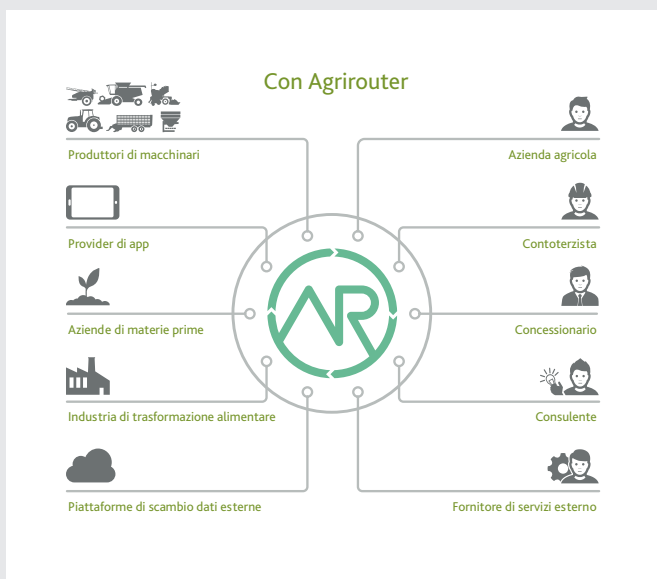 Con Agrirouter
Produttori di macchinari
Azienda agricola
Provider di app
Contoterzista
AR
Aziende di materie prime
Concessionario
Industria di trasformazione alimentare
Consulente
Piattaforme di scambio dati esterne
Fornitore di servizi esterno